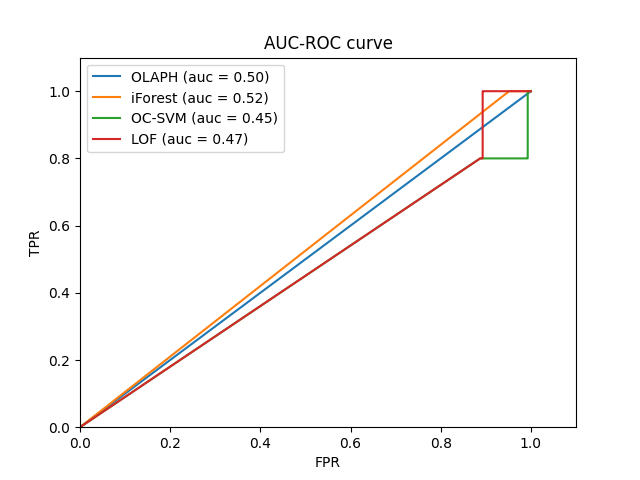 AUC-ROC curve
OLAPH (auc = 0.50)
iForest (auc = 0.52)
OC-SVM (auc = 0.45)
LOF (auc = 0.47)
1.0
0.8
0.6
0.4
0.2
0.0
TPR
0.0 0.2 0.4 0.6 0.8 1.0
FPR